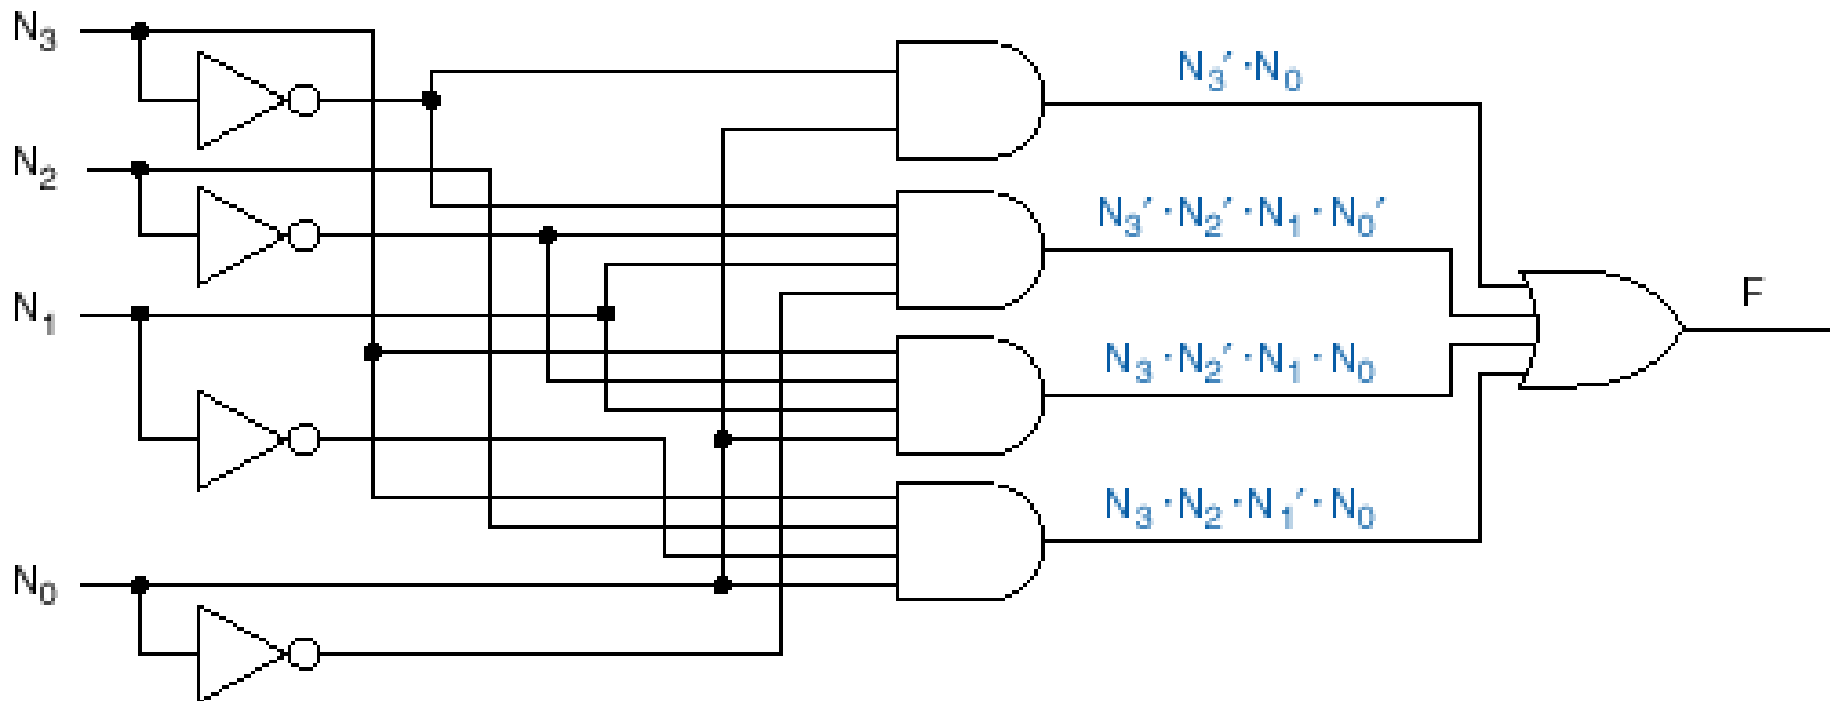 N₃
N₃′ · N₀
N₂
N₃′ · N₂′ · N₁ · N₀′
F
N₁
N₃ · N₂′ · N₁ · N₀
N₃ · N₂ · N₁′ · N₀
N₀